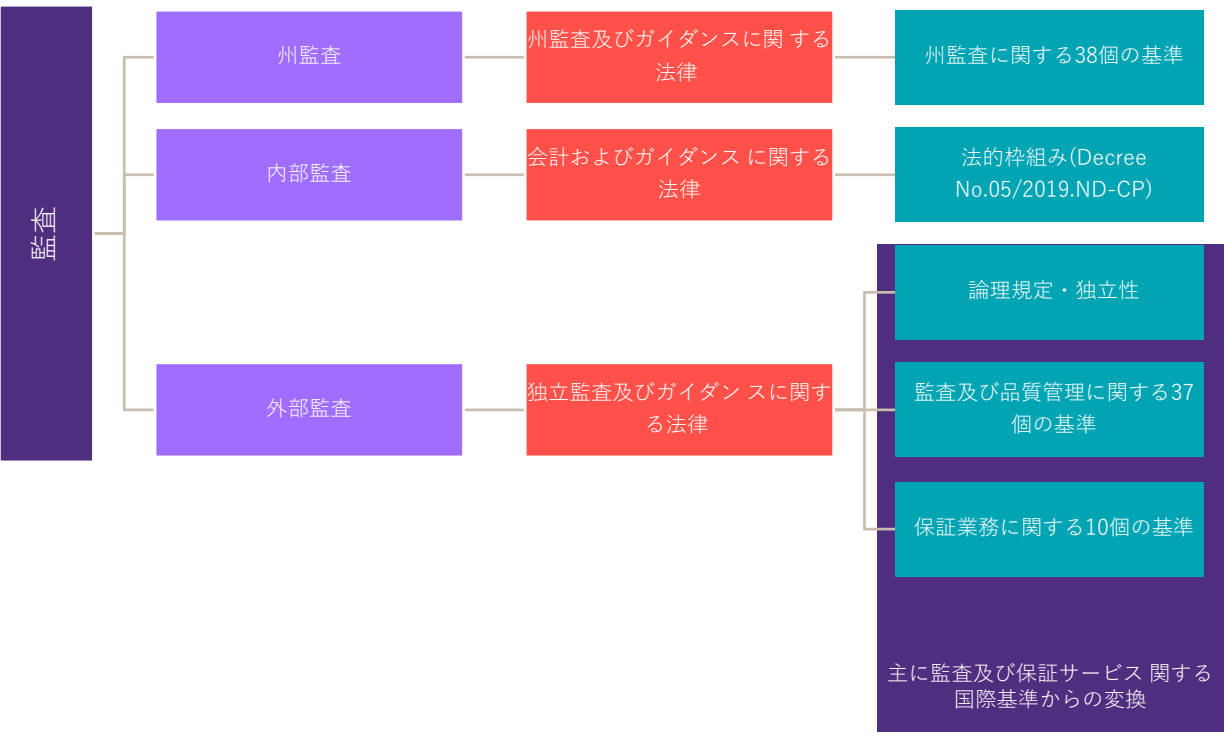 監査
州監査
州監査及びガイダンスに関 する
法律
州監査に関する38個の基準
内部監査
会計およびガイダンス に関する
法律
法的枠組み(Decree
No.05/2019.ND-CP)
外部監査
独立監査及びガイダン スに関す
る法律
論理規定・独立性
監査及び品質管理に関する37
個の基準
保証業務に関する10個の基準
主に監査及び保証サービス 関する
国際基準からの変換